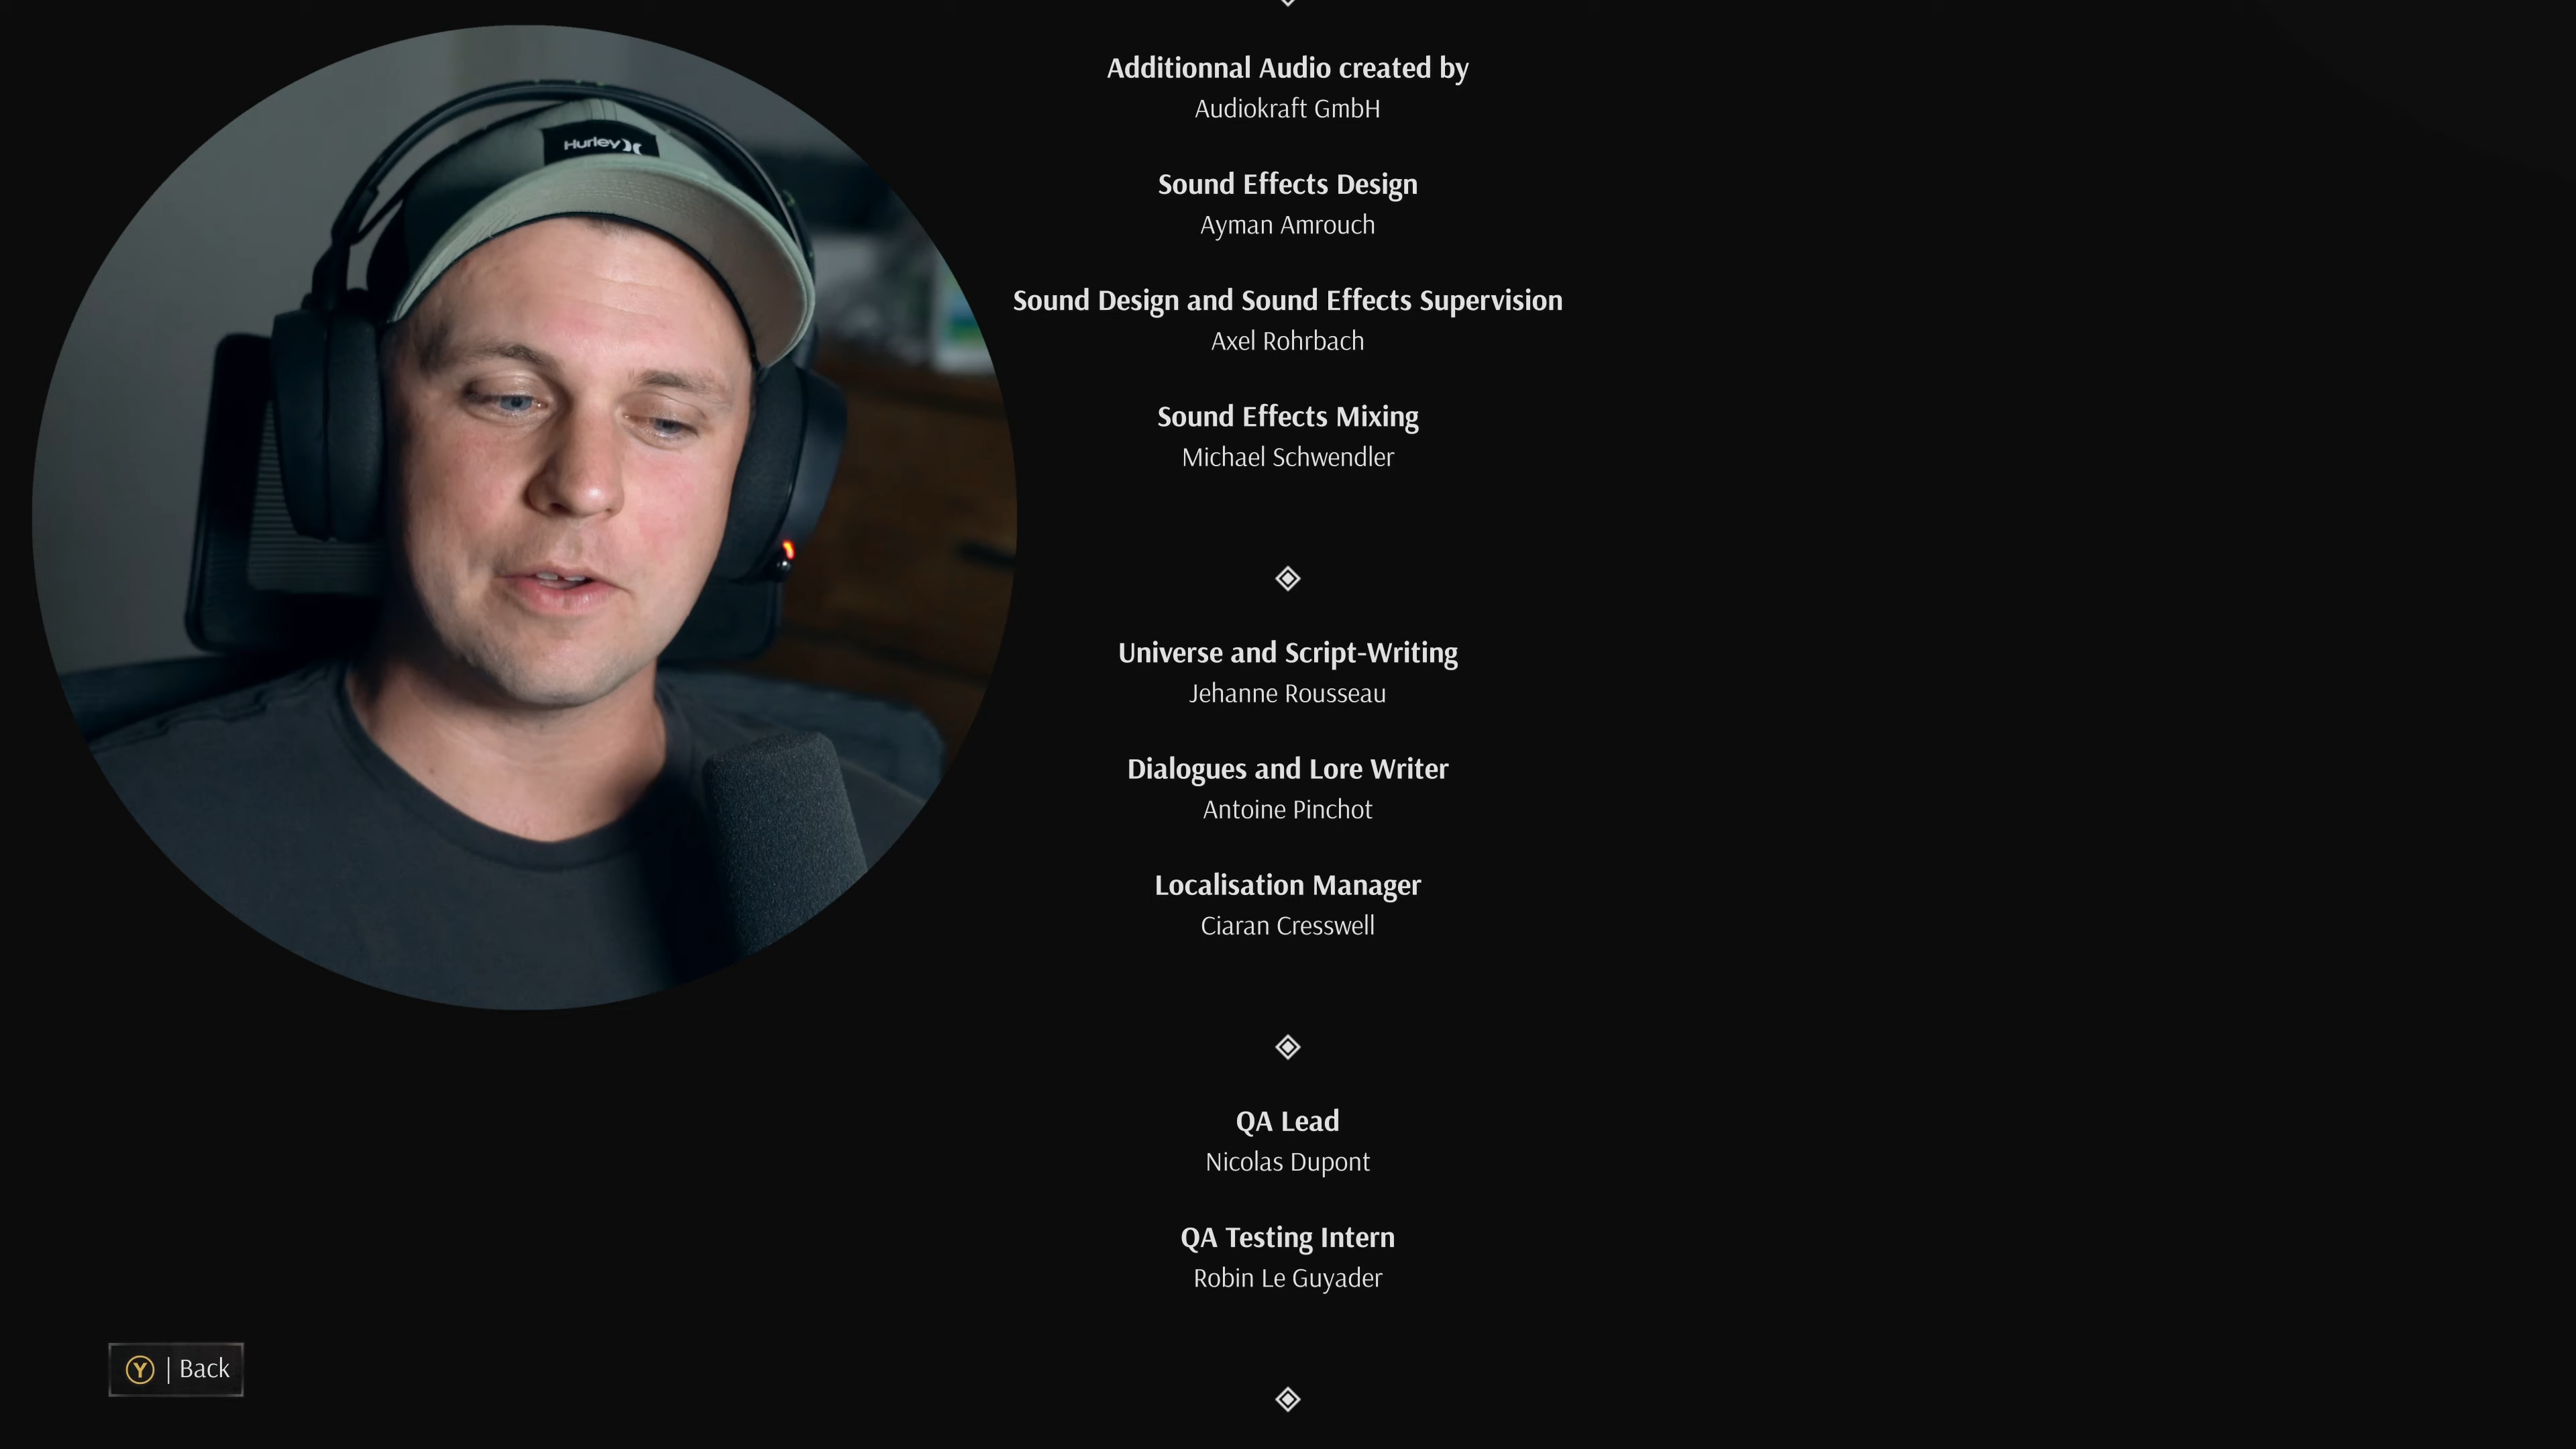 Hurley
Additionnal Audio created by
Audiokraft GmbH
Sound Effects Design
Ayman Amrouch
Sound Design and Sound Effects Supervision
Axel Rohrbach
Sound Effects Mixing
Michael Schwendler
Universe and Script-Writing
Jehanne Rousseau
Dialogues and Lore Writer
Antoine Pinchot
Localisation Manager
Ciaran Cresswell
QA Lead
Nicolas Dupont
QA Testing Intern
Robin Le Guyader
Y | Back